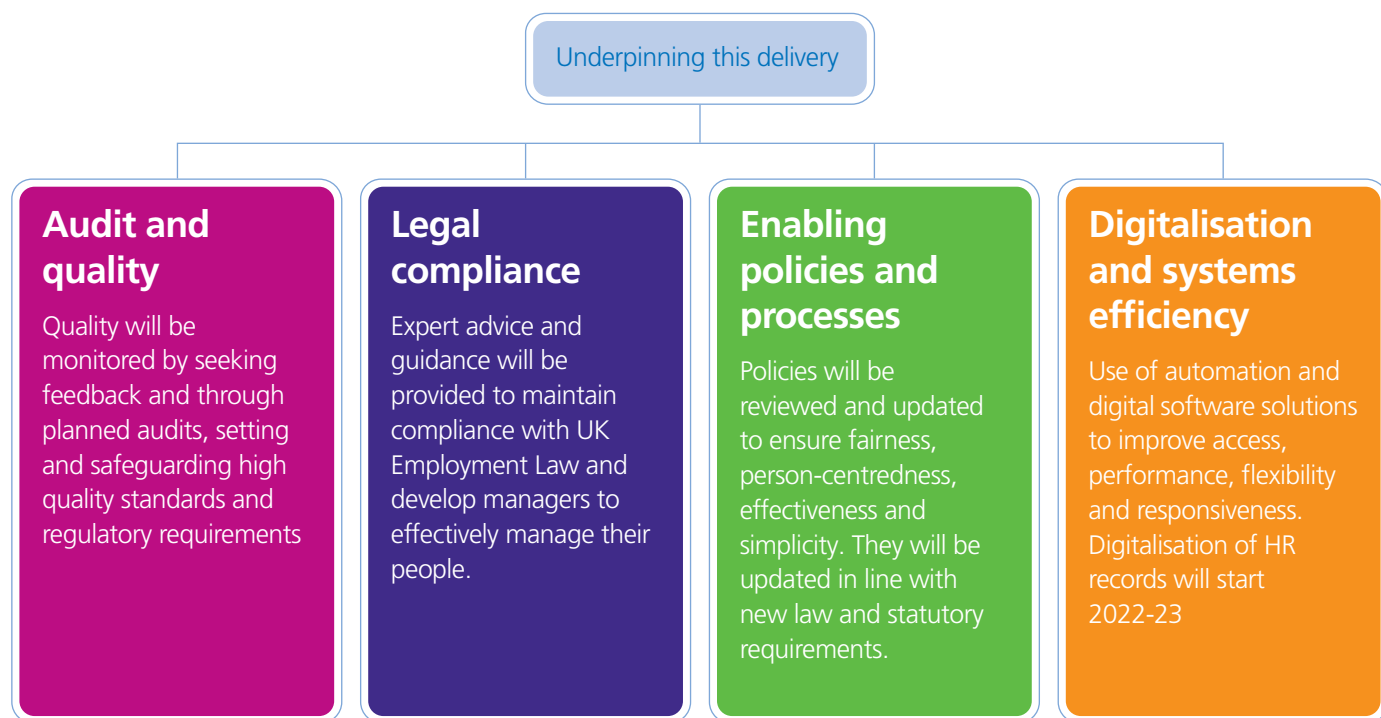 Underpinning this delivery
Audit and
quality
Quality will be
monitored by seeking
feedback and through
planned audits, setting
and safeguarding high
quality standards and
regulatory requirements
Legal
compliance
Expert advice and
guidance will be
provided to maintain
compliance with UK
Employment Law and
develop managers to
effectively manage their
people.
Enabling
policies and
processes
Policies will be
reviewed and updated
to ensure fairness,
person-centredness,
effectiveness and
simplicity. They will be
updated in line with
new law and statutory
requirements.
Digitalisation
and systems
efficiency
Use of automation and
digital software solutions
to improve access,
performance, flexibility
and responsiveness.
Digitalisation of HR
records will start
2022-23